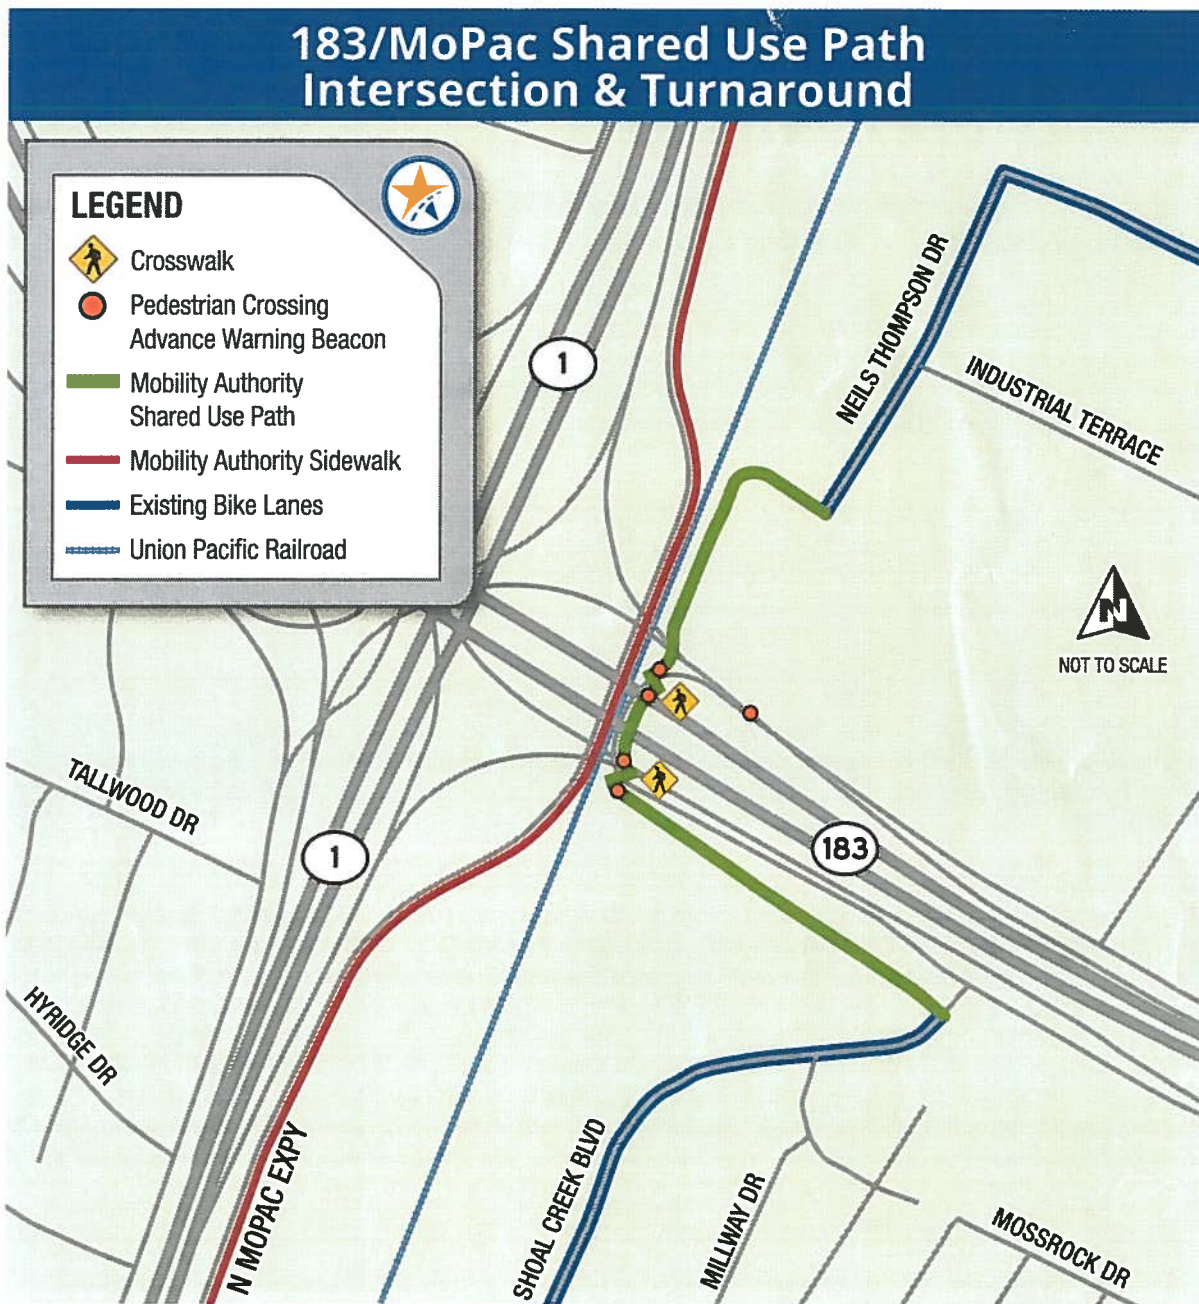 183/MoPac Shared Use Path
Intersection & Turnaround
LEGEND
Crosswalk
Pedestrian Crossing
Advance Warning Beacon
Mobility Authority
Shared Use Path
Mobility Authority Sidewalk
Existing Bike Lanes
Union Pacific Railroad
1
NEILS THOMPSON DR
INDUSTRIAL TERRACE
N
NOT TO SCALE
TALLWOOD DR
1
183
HYRIDGE DR
N MOPAC EXPY
SHOAL CREEK BLVD
MILLWAY DR
MOSSROCK DR